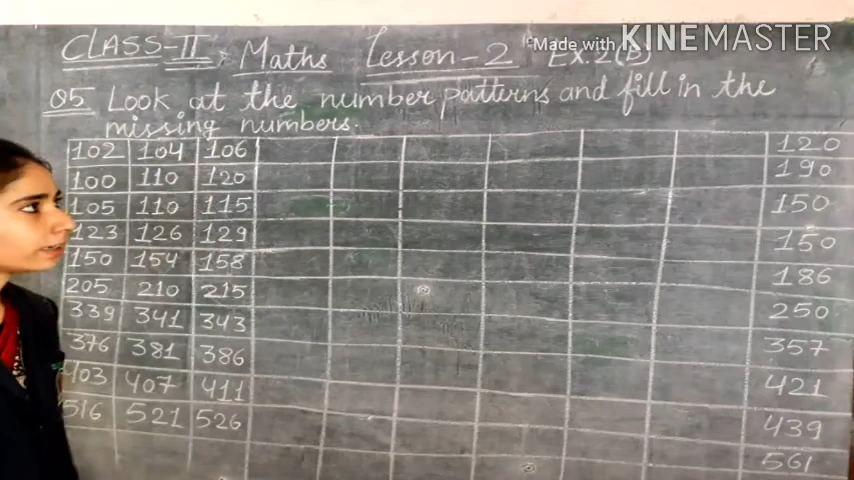 CLASS-II, Maths Lesson-2 Ex.2(B)
Made with KINEMASTER
Q5 Look at the number patterns and fill in the
missing numbers.
102 104 106 120
100 110 120 190
105 110 115 150
123 126 129 150
150 154 158 186
205 210 215 250
339 341 343 357
376 381 386 421
403 407 411 439
516 521 526 561